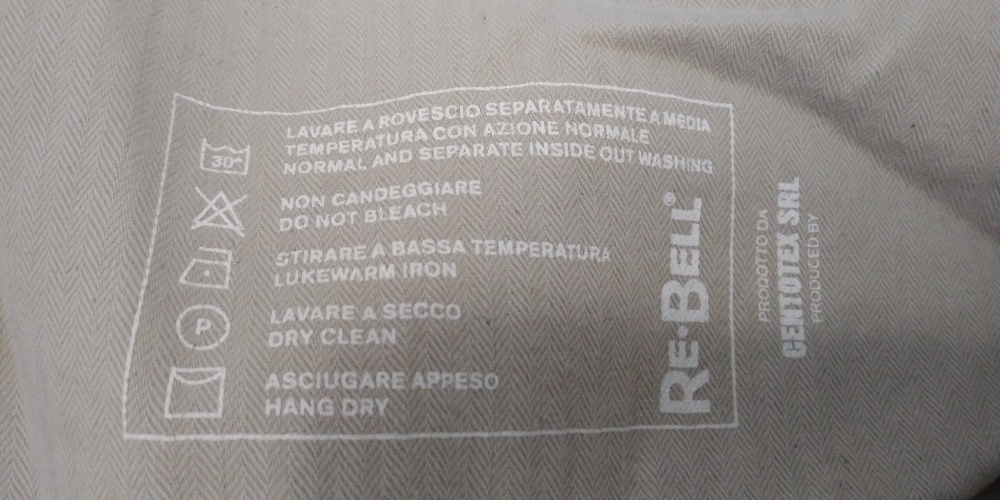 30°
LAVARE A ROVESCIO SEPARATAMENTE A MEDIA
TEMPERATURA CON AZIONE NORMALE
NORMAL AND SEPARATE INSIDE OUT WASHING
NON CANDEGGIARE
DO NOT BLEACH
STIRARE A BASSA TEMPERATURA
LUKEWARM IRON
P
LAVARE A SECCO
DRY CLEAN
ASCIUGARE APPESO
HANG DRY
RE•BELL®
PRODOTTO DA
CENTOTEX SRL
PRODUCED BY